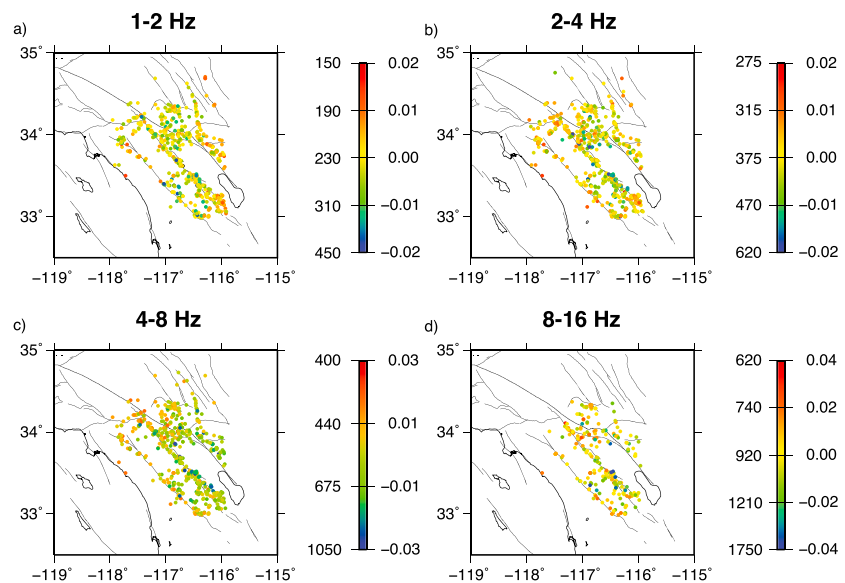 a)
1-2 Hz
35˚
34˚
33˚
−119˚ −118˚ −117˚ −116˚ −115˚
150 0.02
190 0.01
230 0.00
310 −0.01
450 −0.02
b)
2-4 Hz
35˚
34˚
33˚
−119˚ −118˚ −117˚ −116˚ −115˚
275 0.02
315 0.01
375 0.00
470 −0.01
620 −0.02
c)
4-8 Hz
35˚
34˚
33˚
−119˚ −118˚ −117˚ −116˚ −115˚
400 0.03
440 0.01
675 −0.01
1050 −0.03
d)
8-16 Hz
35˚
34˚
33˚
−119˚ −118˚ −117˚ −116˚ −115˚
620 0.04
740 0.02
920 0.00
1210 −0.02
1750 −0.04